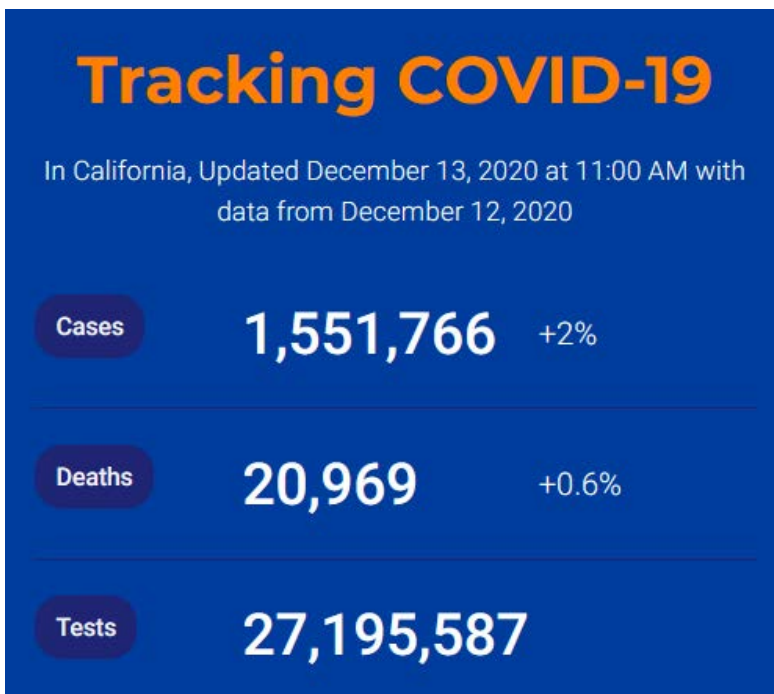 Tracking COVID-19
In California, Updated December 13, 2020 at 11:00 AM with
data from December 12, 2020
Cases 1,551,766 +2%
Deaths 20,969 +0.6%
Tests 27,195,587